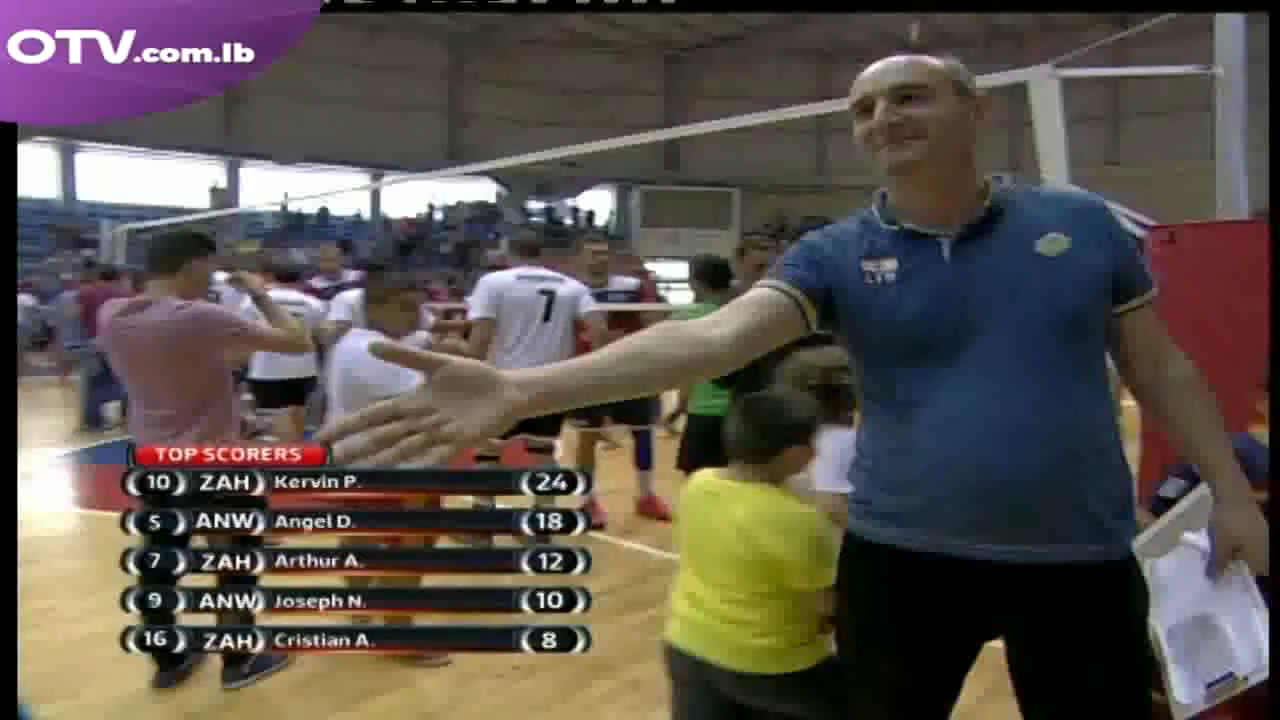 OTV.com.lb
TOP SCORERS
10 ZAH Kervin P. 24
5 ANW Angel D. 18
7 ZAH Arthur A. 12
9 ANW Joseph N. 10
16 ZAH Cristian A. 8
7